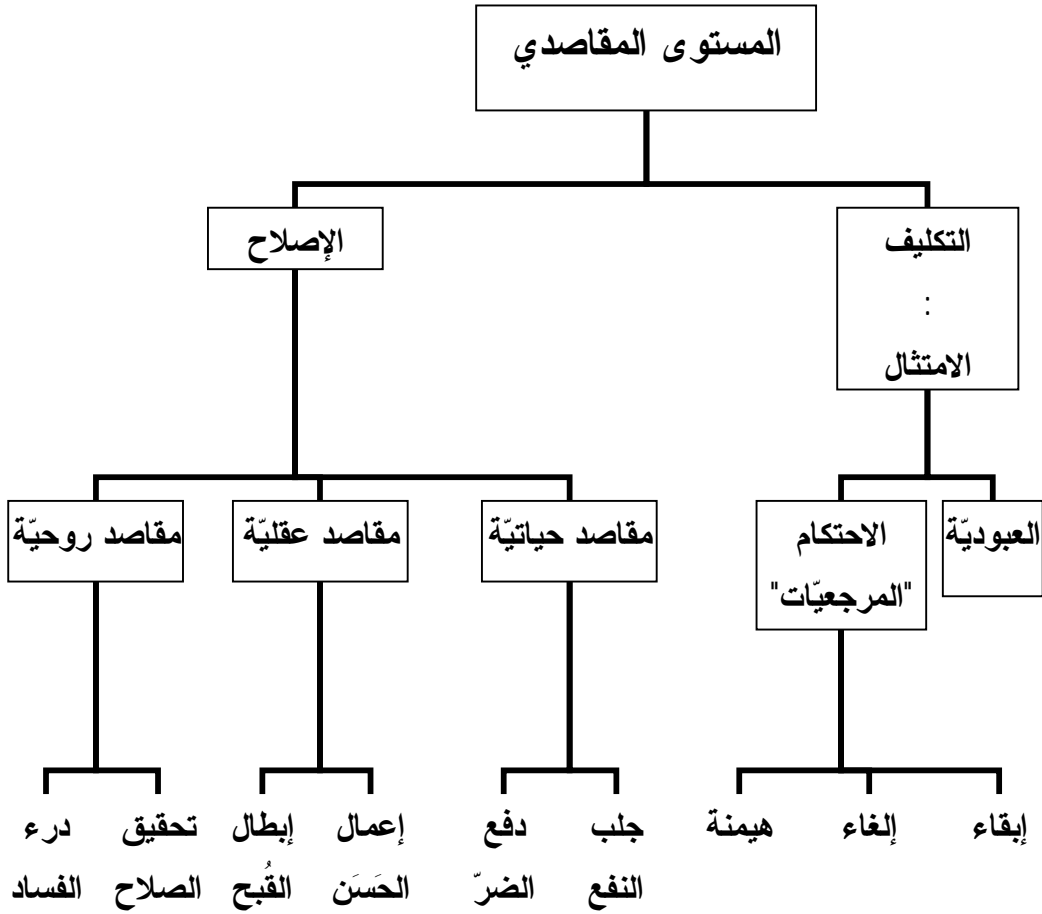 المستوى المقاصدي
التكليف
:
الامتثال
الإصلاح
العبوديّة
الاحتكام
"المرجعيّات"
مقاصد حياتيّة
مقاصد عقليّة
مقاصد روحيّة
إبقاء
إلغاء
هيمنة
جلب
النفع
دفع
الضرّ
إعمال
الحَسَن
إبطال
القُبح
تحقيق
الصلاح
درء
الفساد